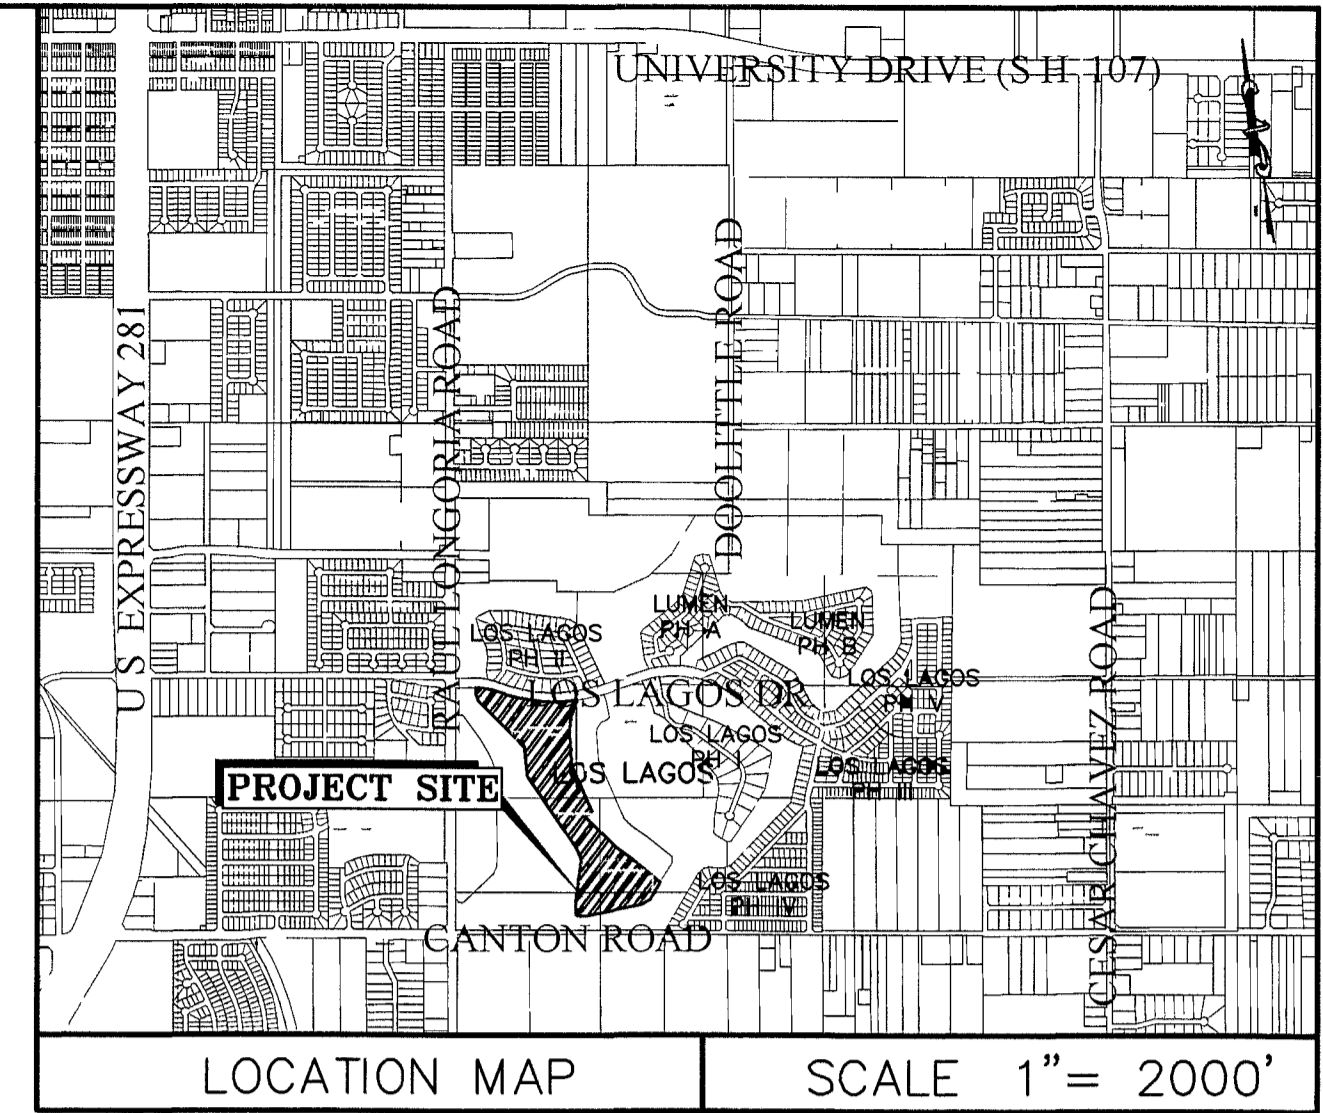 UNIVERSITY DRIVE (S H 107)
US EXPRESSWAY 281
RAUL LONGORIA ROAD
DOOLITTLE ROAD
CESAR CHAVEZ ROAD
LUMEN
PH A
LUMEN
PH B
LOS LAGOS
PH II
LOS LAGOS
PH V
LOS LAGOS DR
LOS LAGOS
PH I
LOS LAGOS
LOS LAGOS
PH III
PROJECT SITE
LOS LAGOS
PH IV
CANTON ROAD
LOCATION MAP
SCALE 1"= 2000'